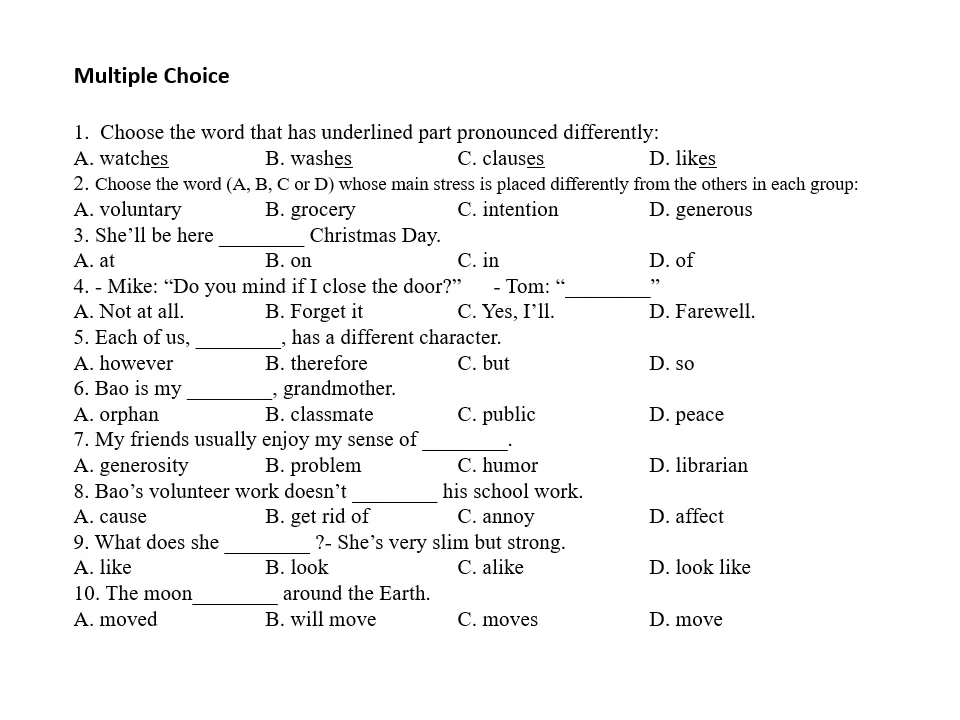 Multiple Choice
1.  Choose the word that has underlined part pronounced differently:
A. watches B. washes C. clauses D. likes
2. Choose the word (A, B, C or D) whose main stress is placed differently from the others in each group:
A. voluntary B. grocery C. intention D. generous
3. She’ll be here ________ Christmas Day.
A. at B. on C. in D. of
4. - Mike: “Do you mind if I close the door?” - Tom: “________”
A. Not at all. B. Forget it C. Yes, I’ll. D. Farewell.
5. Each of us, ________, has a different character.
A. however B. therefore C. but D. so
6. Bao is my ________, grandmother.
A. orphan B. classmate C. public D. peace
7. My friends usually enjoy my sense of ________.
A. generosity B. problem C. humor D. librarian
8. Bao’s volunteer work doesn’t ________ his school work.
A. cause B. get rid of C. annoy D. affect
9. What does she ________ ?- She’s very slim but strong.
A. like B. look C. alike D. look like
10. The moon________ around the Earth.
A. moved B. will move C. moves D. move